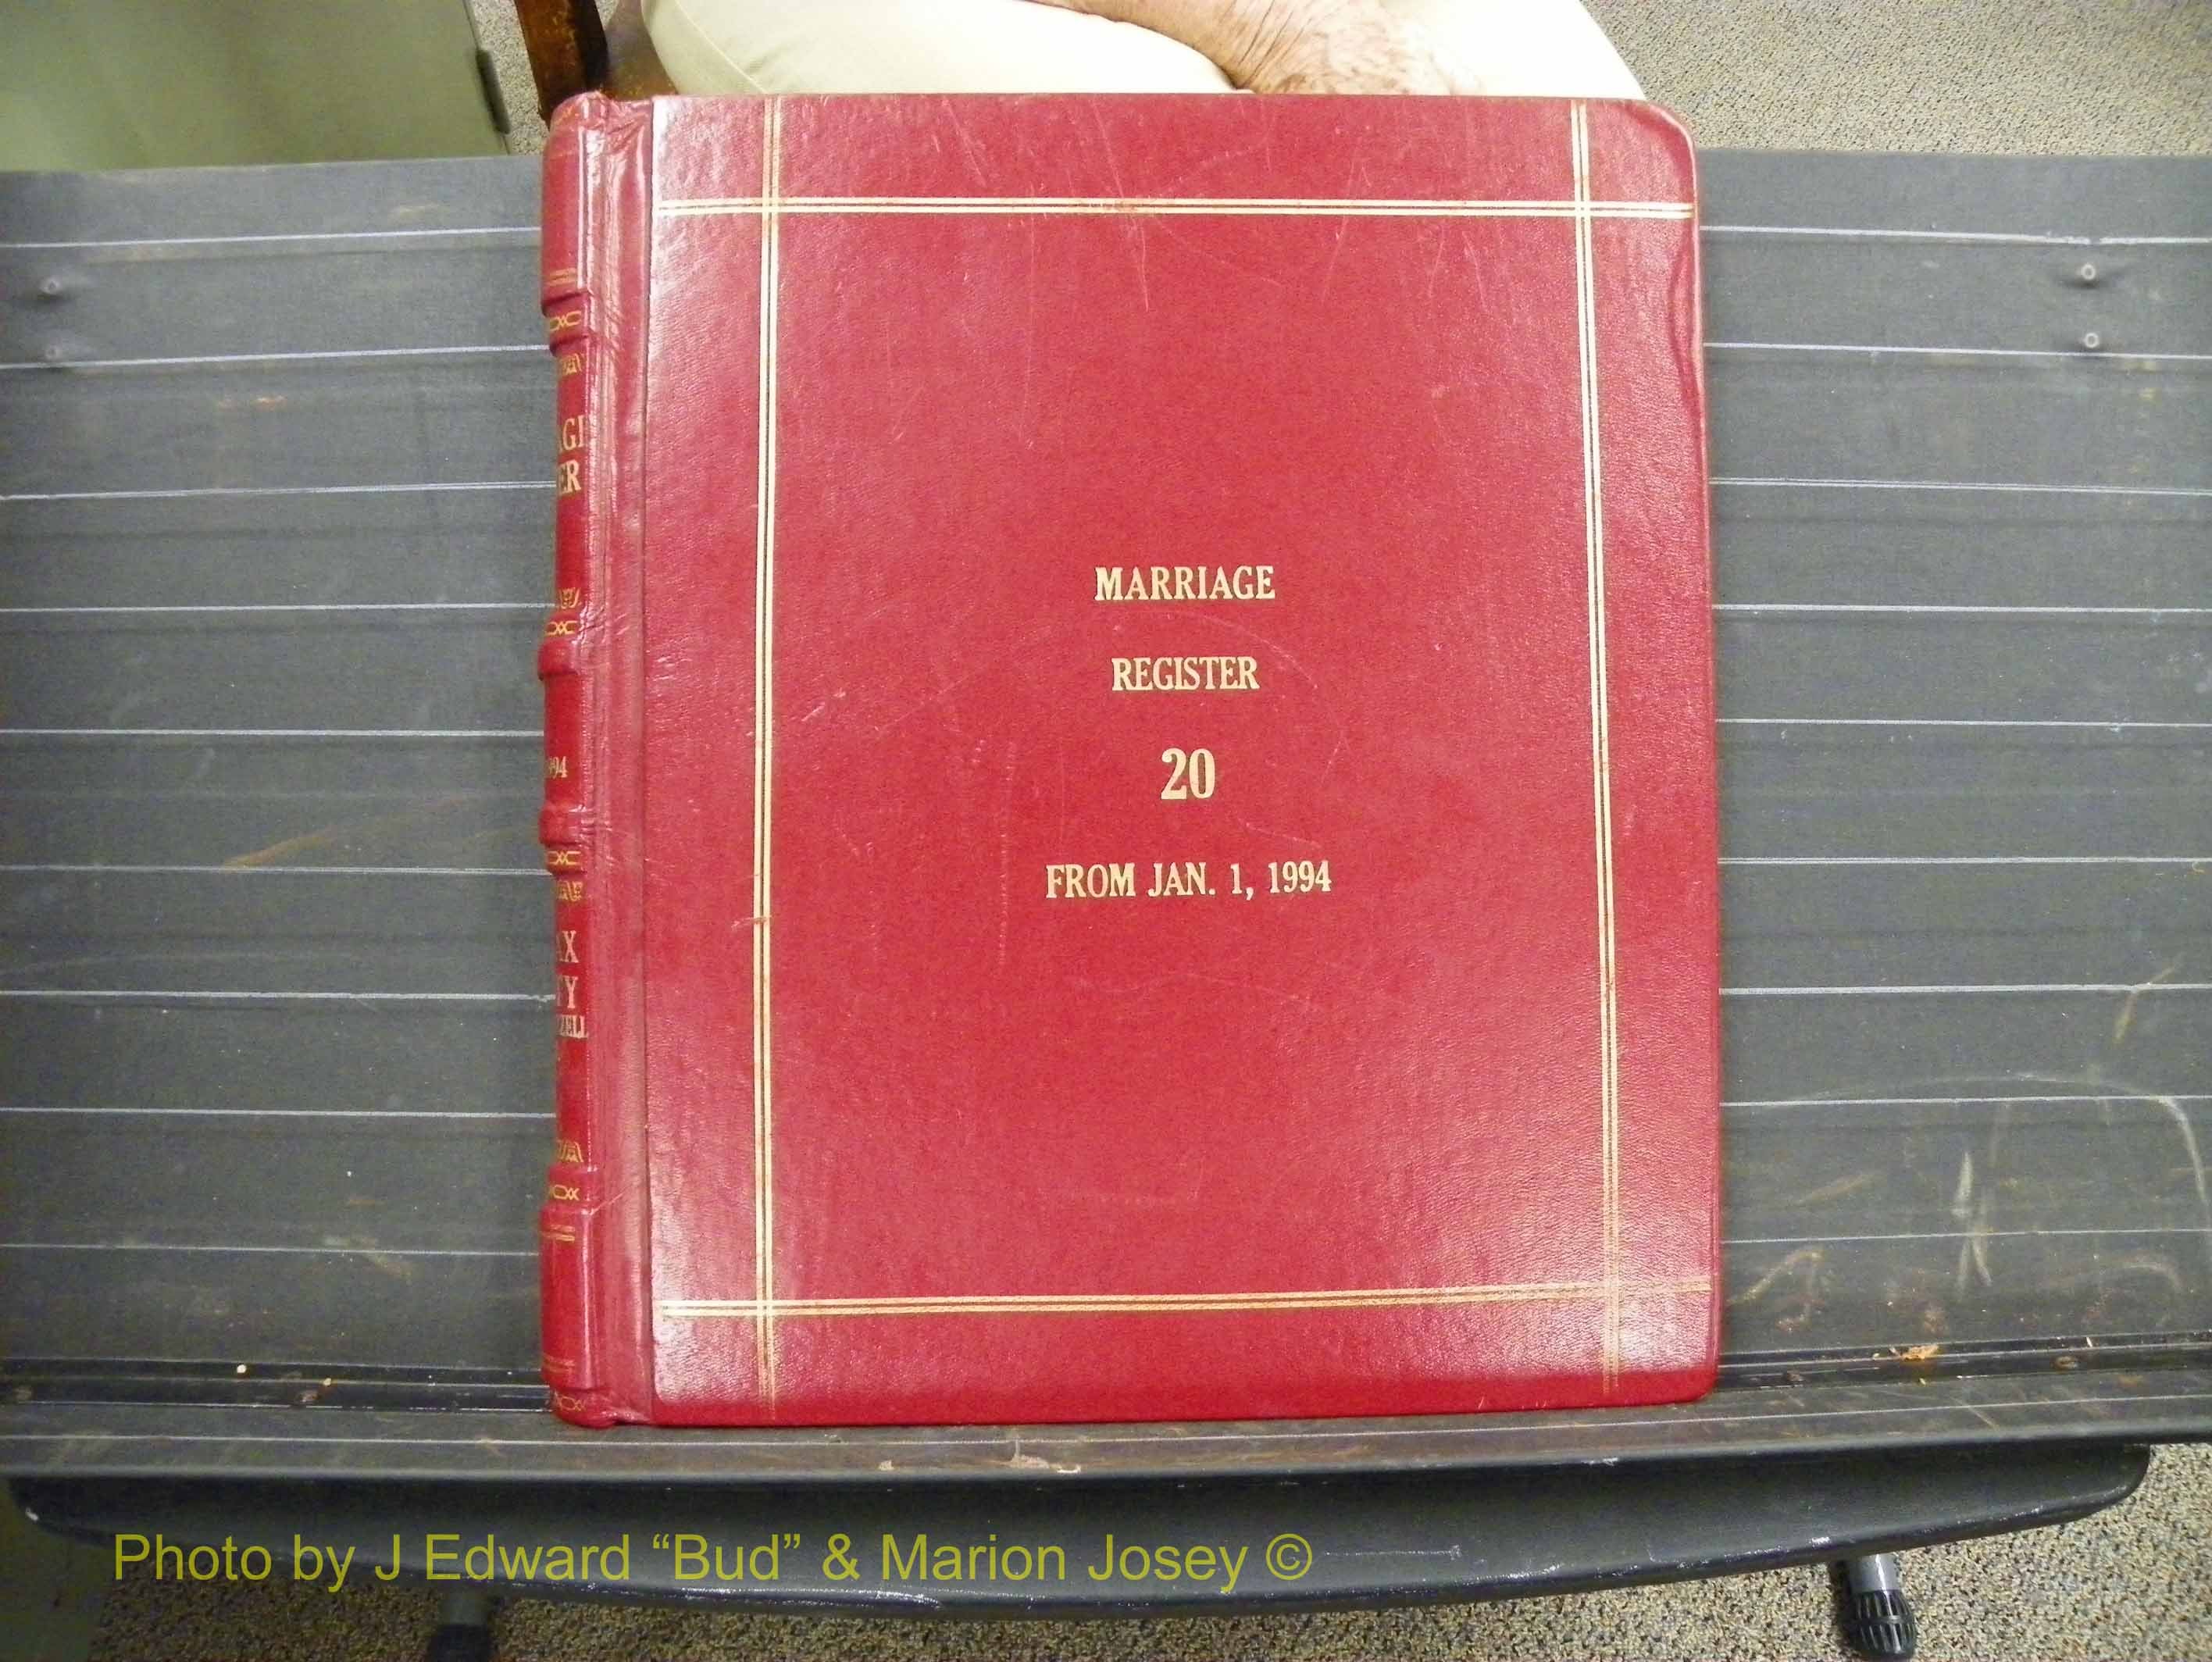 MARRIAGE
REGISTER
20
FROM JAN. 1, 1994
Photo by J Edward “Bud” & Marion Josey ©